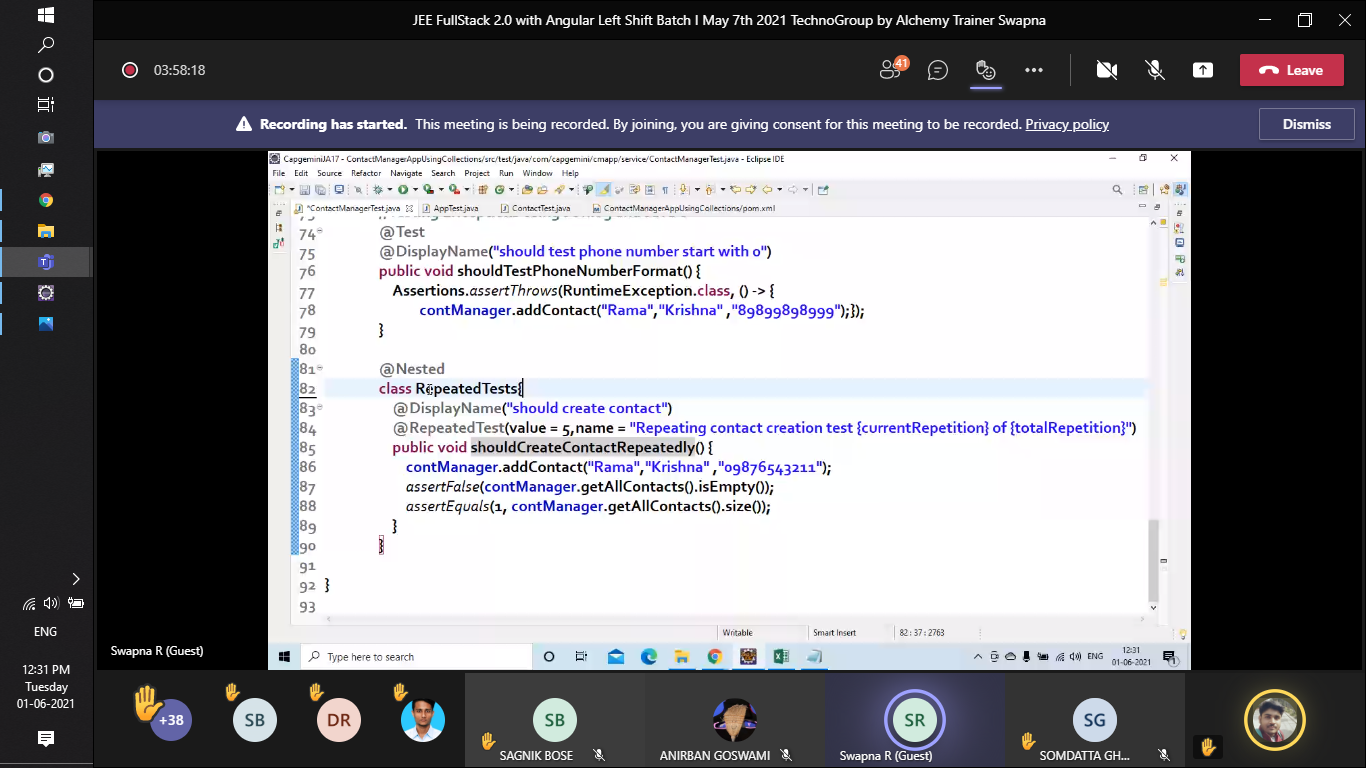 JEE FullStack 2.0 with Angular Left Shift Batch I May 7th 2021 TechnoGroup by Alchemy Trainer Swapna
03:58:18
41
Leave
Recording has started. This meeting is being recorded. By joining, you are giving consent for this meeting to be recorded. Privacy policy
Dismiss
CapgeminiJA17 - ContactManagerAppUsingCollections/src/test/java/com/capgemini/cmapp/service/ContactManagerTest.java - Eclipse IDE
File Edit Source Refactor Navigate Search Project Run Window Help
*ContactManagerTest.java AppTest.java ContactTest.java ContactManagerAppUsingCollections/pom.xml
74 @Test
75 @DisplayName("should test phone number start with 0")
76 public void shouldTestPhoneNumberFormat() {
77 Assertions.assertThrows(RuntimeException.class, () -> {
78 contManager.addContact("Rama","Krishna" ,"89899898999");});
79 }
80
81 @Nested
82 class RepeatedTests{
83 @DisplayName("should create contact")
84 @RepeatedTest(value = 5,name = "Repeating contact creation test {currentRepetition} of {totalRepetition}")
85 public void shouldCreateContactRepeatedly() {
86 contManager.addContact("Rama","Krishna" ,"09876543211");
87 assertFalse(contManager.getAllContacts().isEmpty());
88 assertEquals(1, contManager.getAllContacts().size());
89 }
90 }
91
92 }
93
Writable Smart Insert 82 : 37 : 2763
Type here to search
ENG
12:31
01-06-2021
1
Swapna R (Guest)
ENG
12:31 PM
Tuesday
01-06-2021
+38
SB
DR
SB
SAGNIK BOSE
ANIRBAN GOSWAMI
SR
Swapna R (Guest)
SG
SOMDATTA GH...